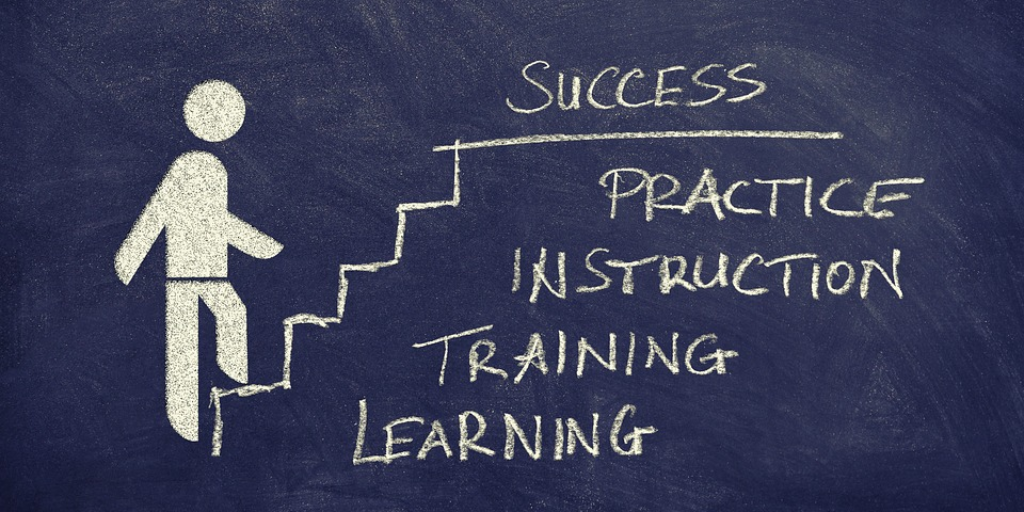 SUCCESS
PRACTICE
INSTRUCTION
TRAINING
LEARNING